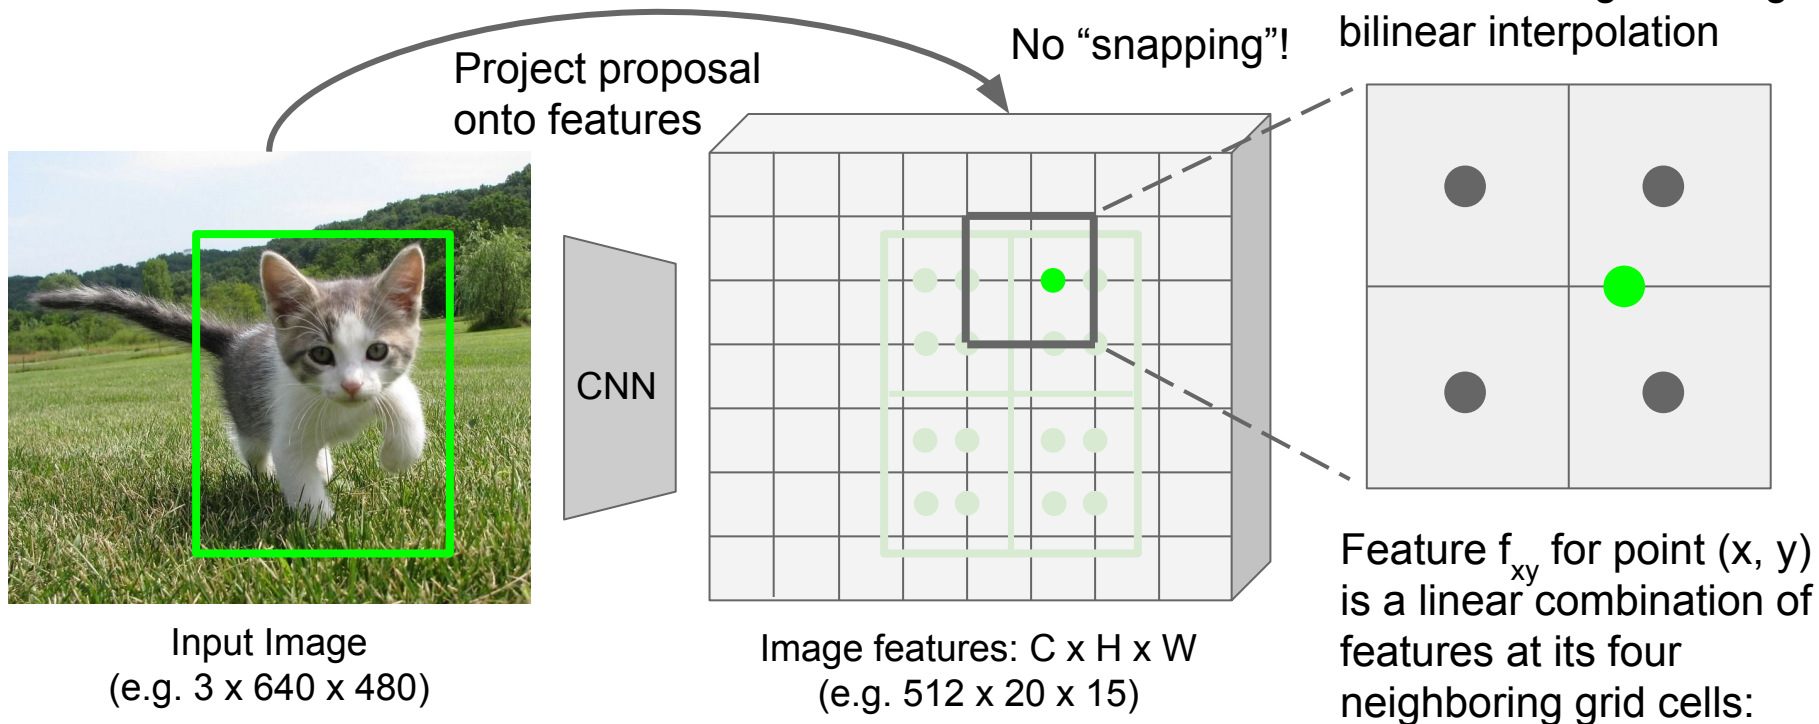 No “snapping”!
bilinear interpolation
Project proposal
onto features
CNN
Input Image
(e.g. 3 x 640 x 480)
Image features: C x H x W
(e.g. 512 x 20 x 15)
Feature f_xy for point (x, y)
is a linear combination of
features at its four
neighboring grid cells: